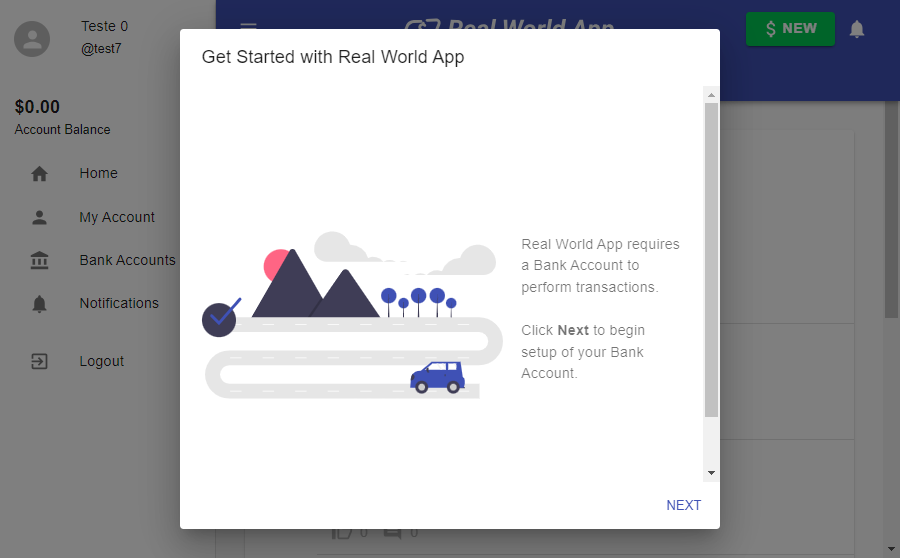 Teste 0
@test7
$0.00
Account Balance
Home
My Account
Bank Accounts
Notifications
Logout
Real World App
$ NEW
Get Started with Real World App
Real World App requires
a Bank Account to
perform transactions.
Click Next to begin
setup of your Bank
Account.
NEXT
0
0